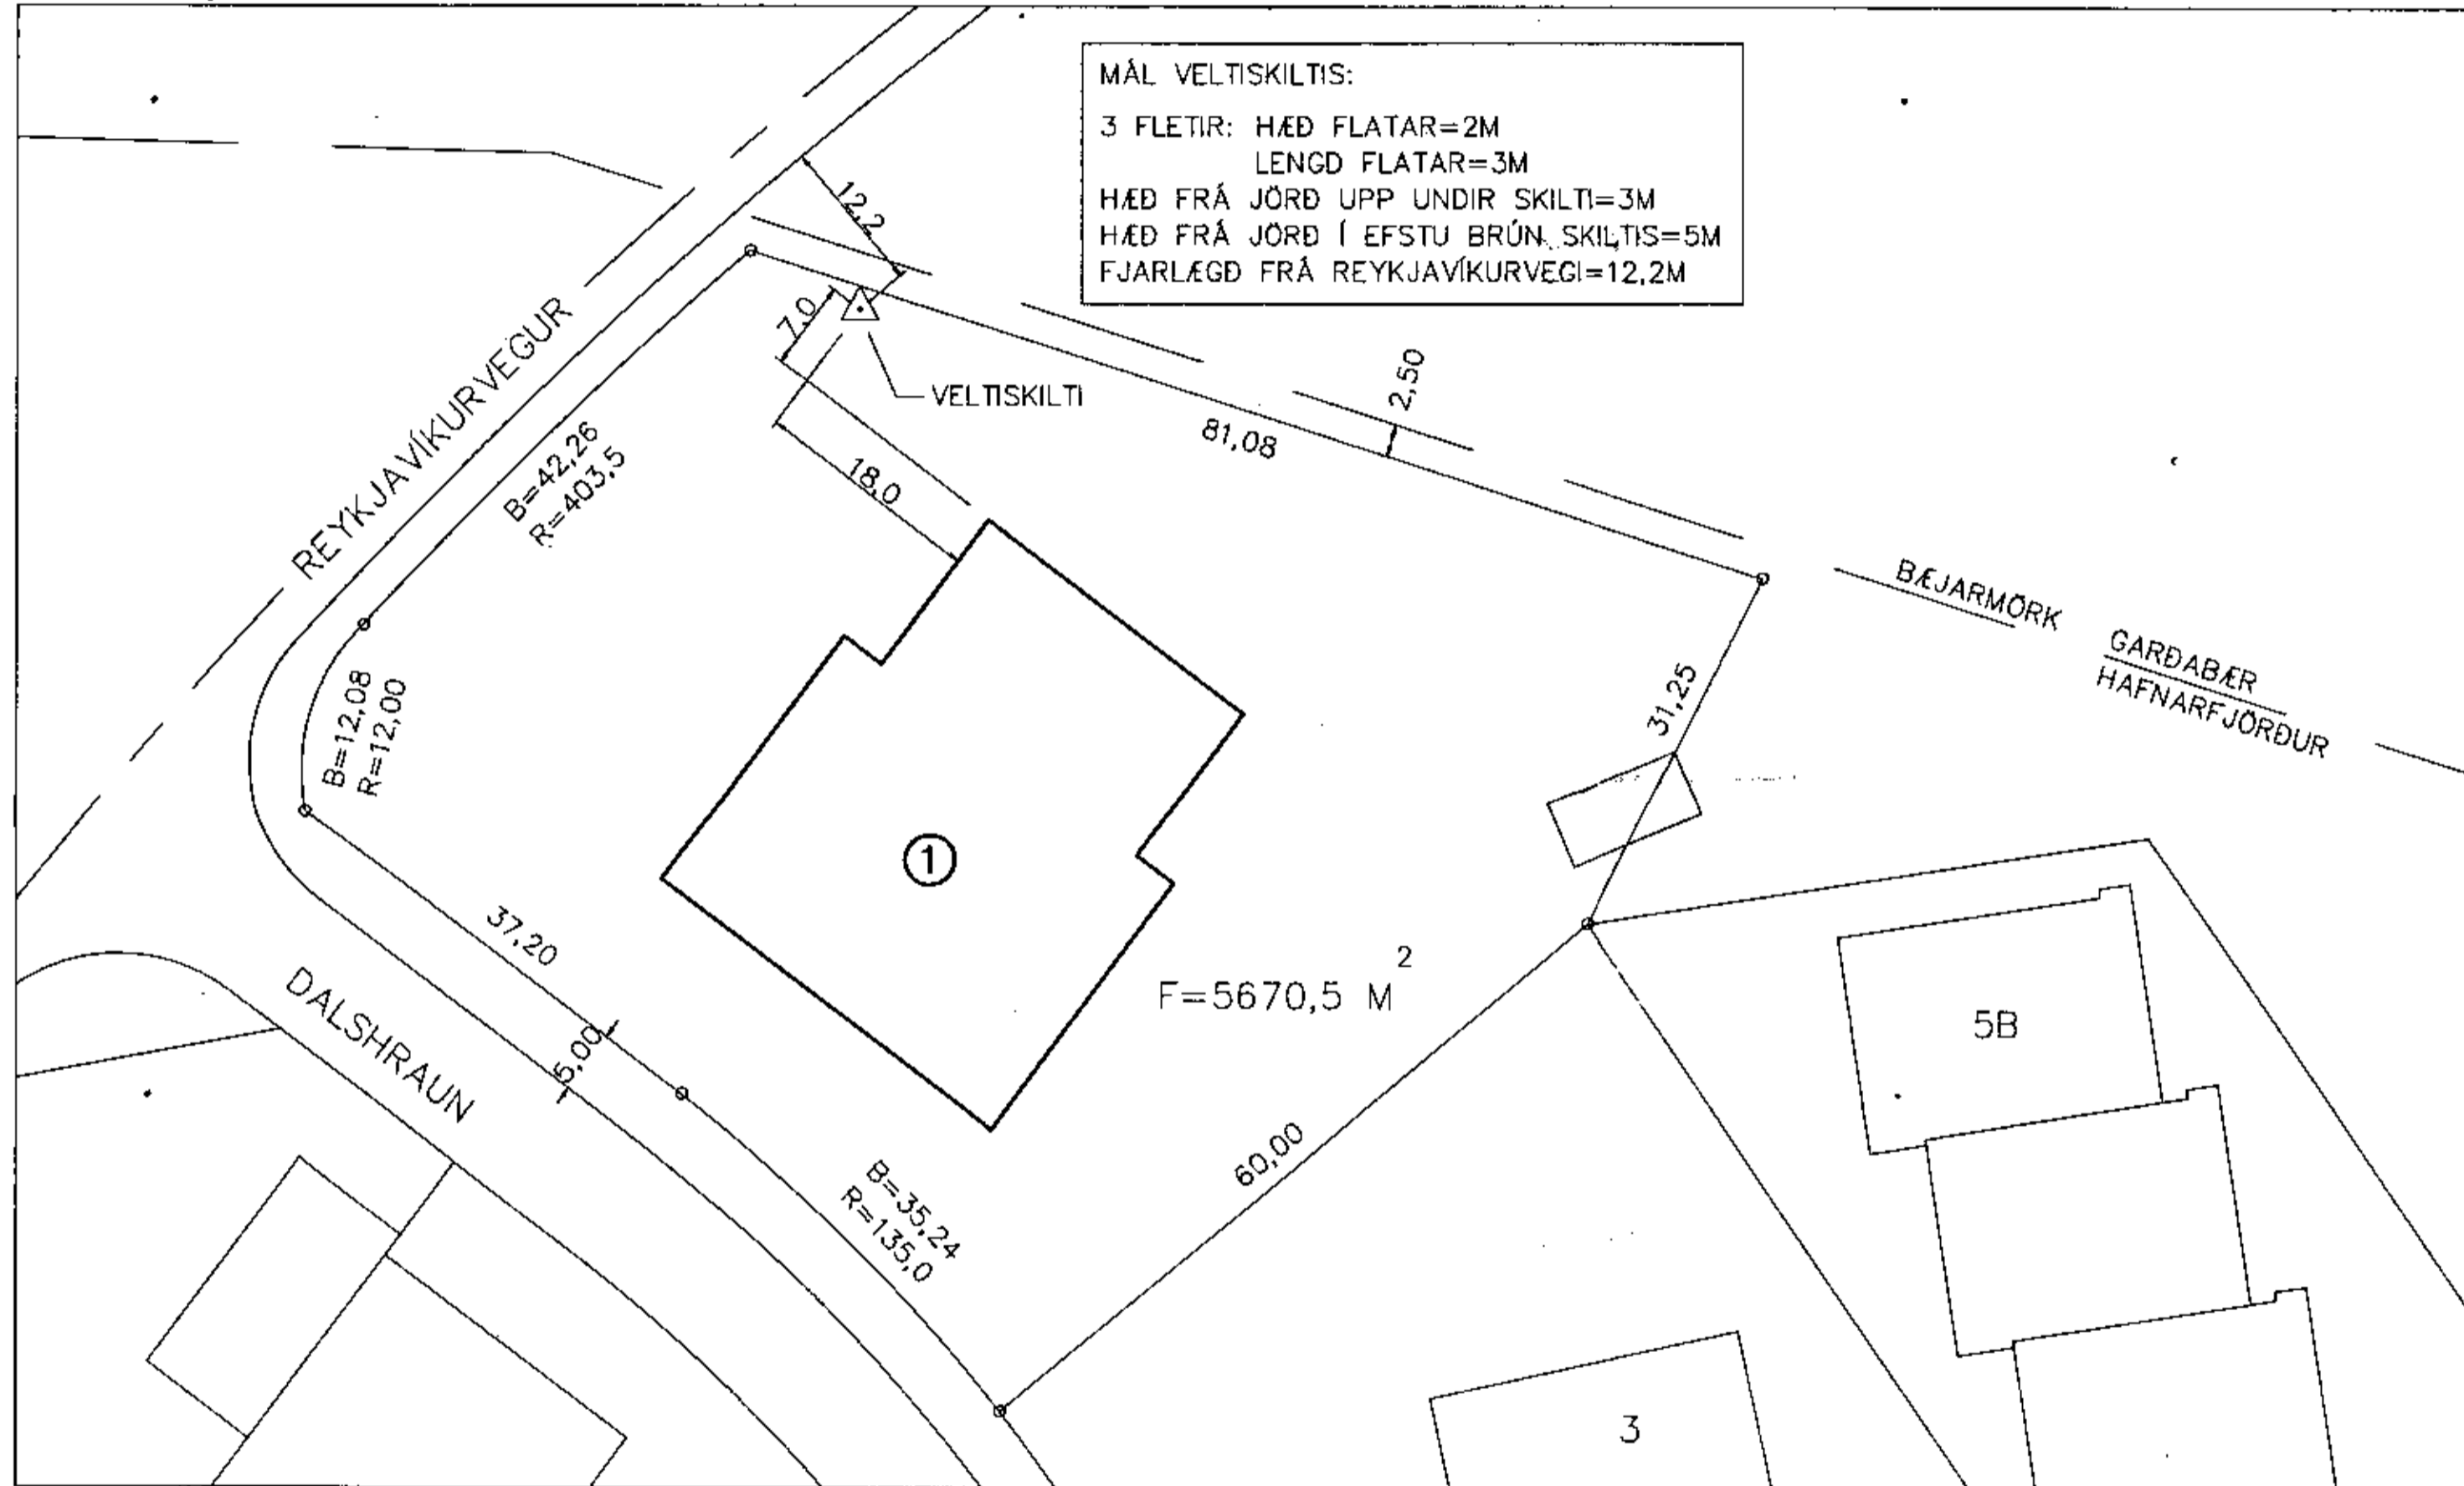 MÁL VELTISKILTIS:
3 FLETIR: HÆÐ FLATAR=2M
LENGD FLATAR=3M
HÆÐ FRÁ JÖRÐ UPP UNDIR SKILTI=3M
HÆÐ FRÁ JÖRÐ Í EFSTU BRÚN SKILTIS=5M
FJARLÆGÐ FRÁ REYKJAVÍKURVEGI=12,2M
12,2
7,0
VELTISKILTI
REYKJAVÍKURVEGUR
2,50
81,08
B=42,26
R=403,5
18,0
BÆJARMÖRK
GARÐABÆR
HAFNARFJÖRÐUR
31,25
B=12,08
R=12,00
1
37,20
F=5670,5 M2
DALSHRAUN
5,00
5B
60,00
B=35,24
R=135,0
3